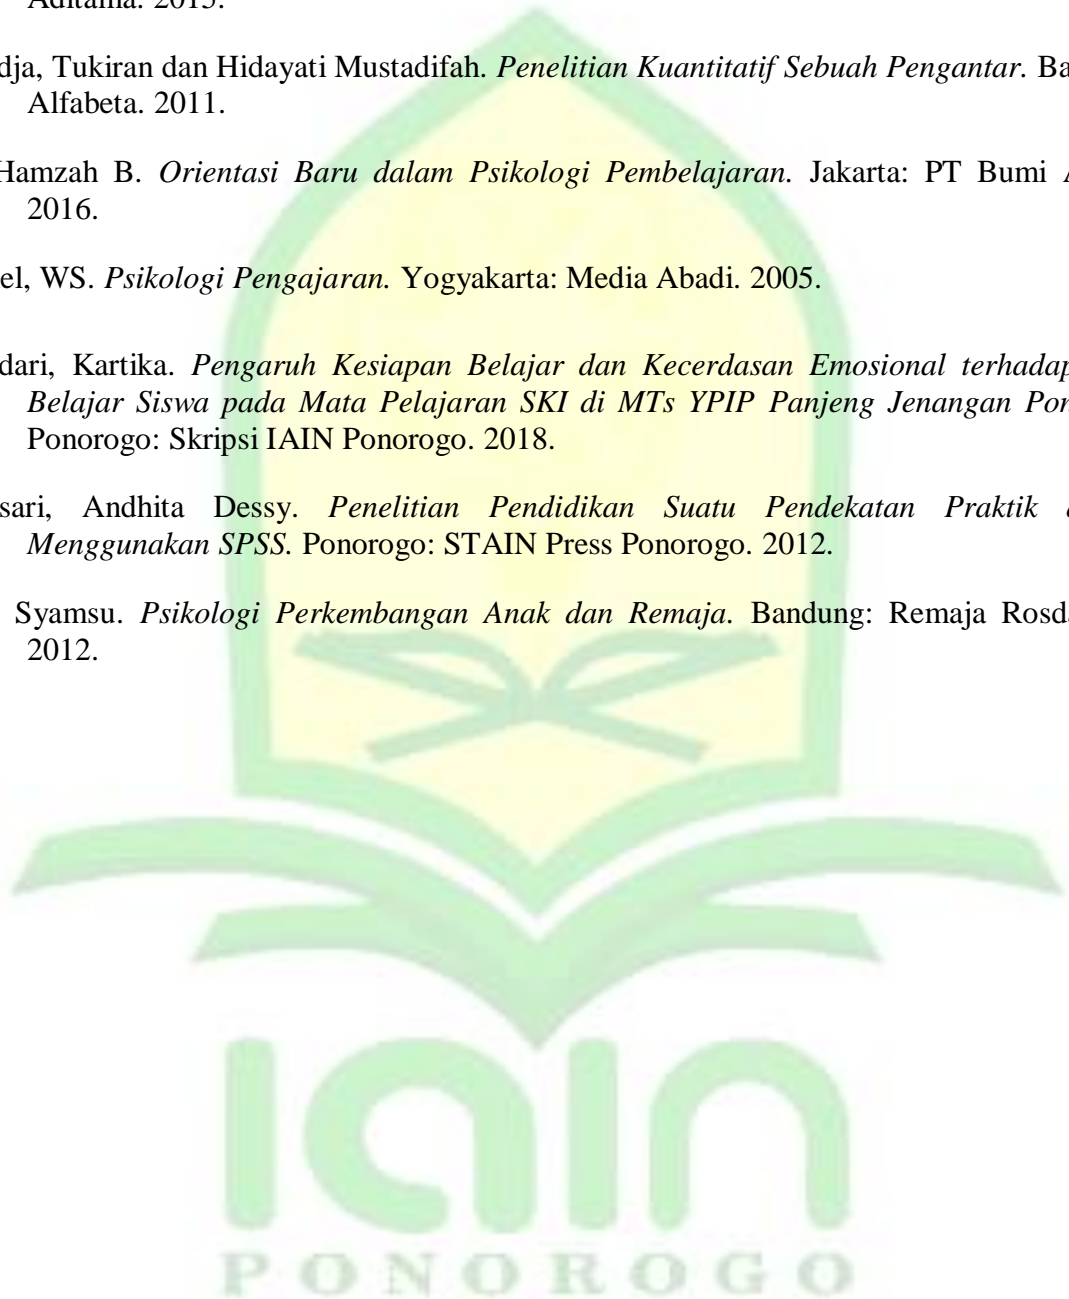 Aditama. 2015.
dja, Tukiran dan Hidayati Mustadifah. Penelitian Kuantitatif Sebuah Pengantar. Ba
Alfabeta. 2011.
Hamzah B. Orientasi Baru dalam Psikologi Pembelajaran. Jakarta: PT Bumi A
2016.
el, WS. Psikologi Pengajaran. Yogyakarta: Media Abadi. 2005.
dari, Kartika. Pengaruh Kesiapan Belajar dan Kecerdasan Emosional terhadap
Belajar Siswa pada Mata Pelajaran SKI di MTs YPIP Panjeng Jenangan Pon
Ponorogo: Skripsi IAIN Ponorogo. 2018.
sari, Andhita Dessy. Penelitian Pendidikan Suatu Pendekatan Praktik
Menggunakan SPSS. Ponorogo: STAIN Press Ponorogo. 2012.
Syamsu. Psikologi Perkembangan Anak dan Remaja. Bandung: Remaja Rosda
2012.
iain
PONOROGO